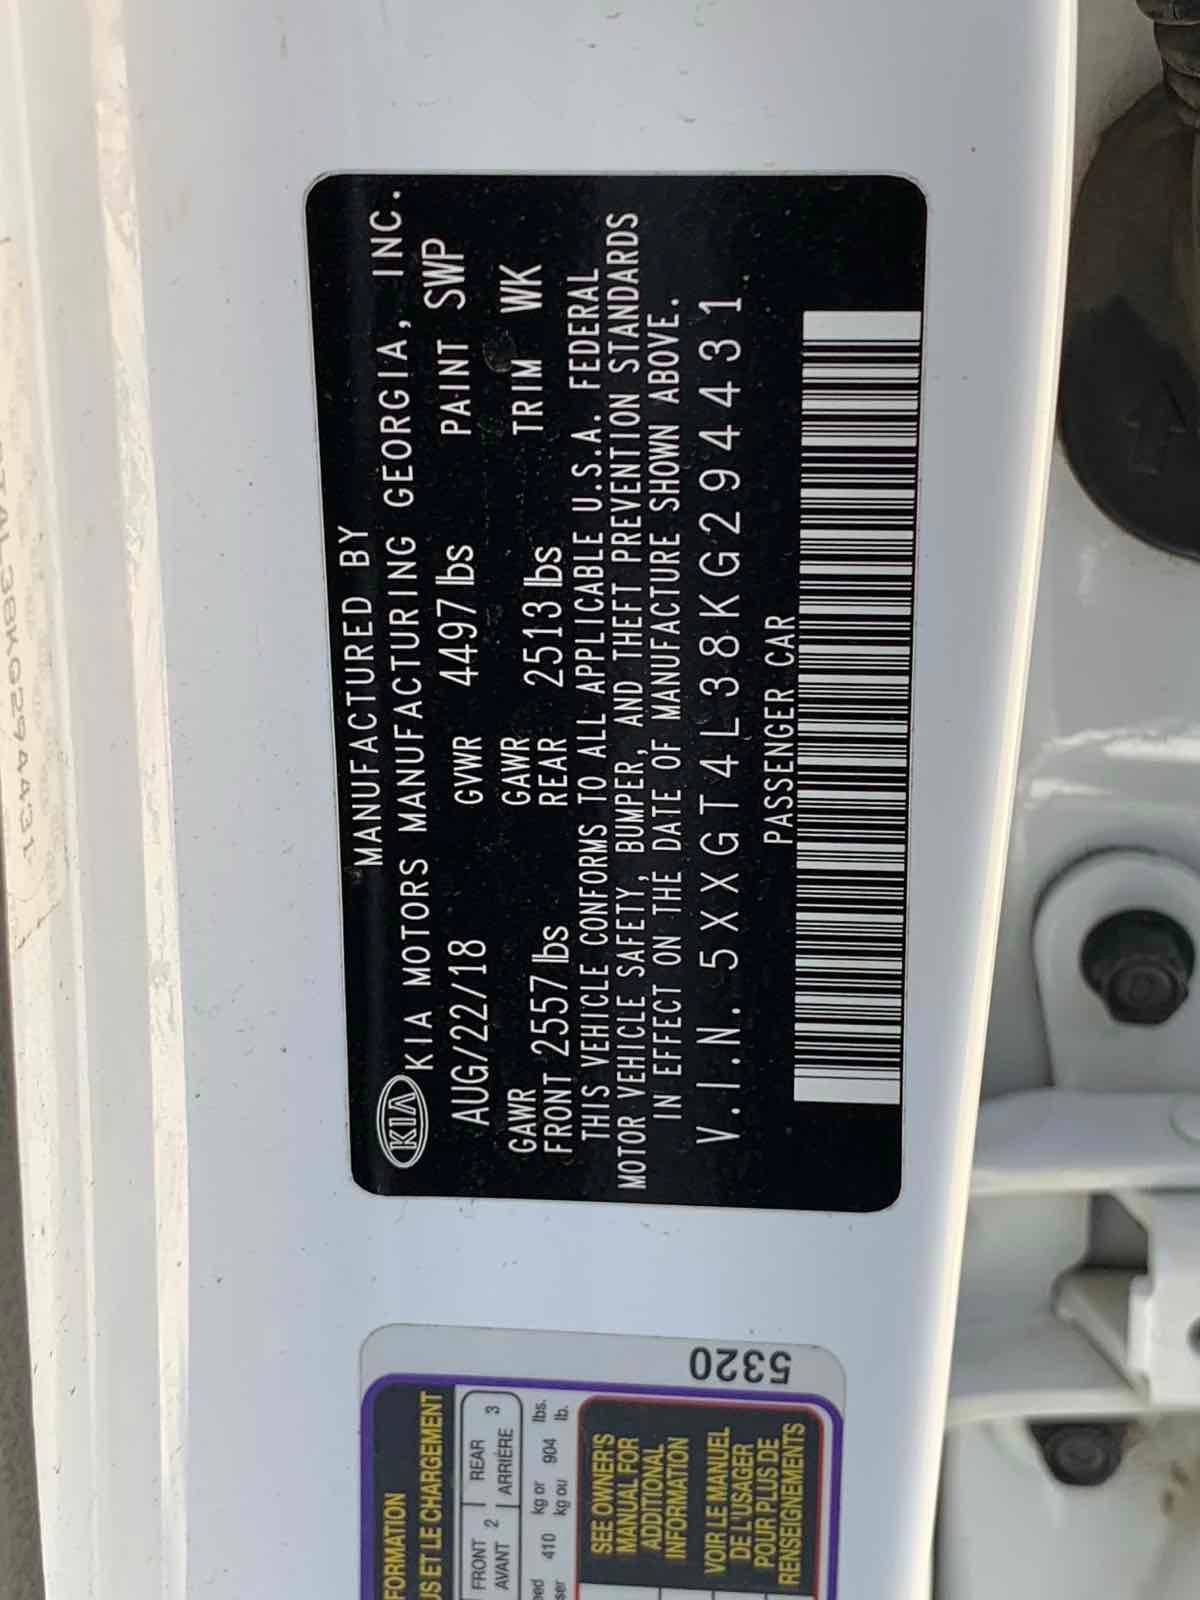 MANUFACTURED BY
KIA KIA MOTORS MANUFACTURING GEORGIA, INC.
AUG/22/18 GVWR 4497 lbs PAINT SWP
GAWR FRONT 2557 lbs GAWR REAR 2513 lbs TRIM WK
THIS VEHICLE CONFORMS TO ALL APPLICABLE U.S.A. FEDERAL
MOTOR VEHICLE SAFETY, BUMPER, AND THEFT PREVENTION STANDARDS
IN EFFECT ON THE DATE OF MANUFACTURE SHOWN ABOVE.
V.I.N. 5XXGT4L38KG294431
PASSENGER CAR
5320
FRONT 2 REAR 3
AVANT ARRIÈRE
410 kg or 904 lbs.
kg ou lb.
ET LE CHARGEMENT
SEE OWNER'S
MANUAL FOR
ADDITIONAL
INFORMATION
VOIR LE MANUEL
DE L'USAGER
POUR PLUS DE
RENSEIGNEMENTS